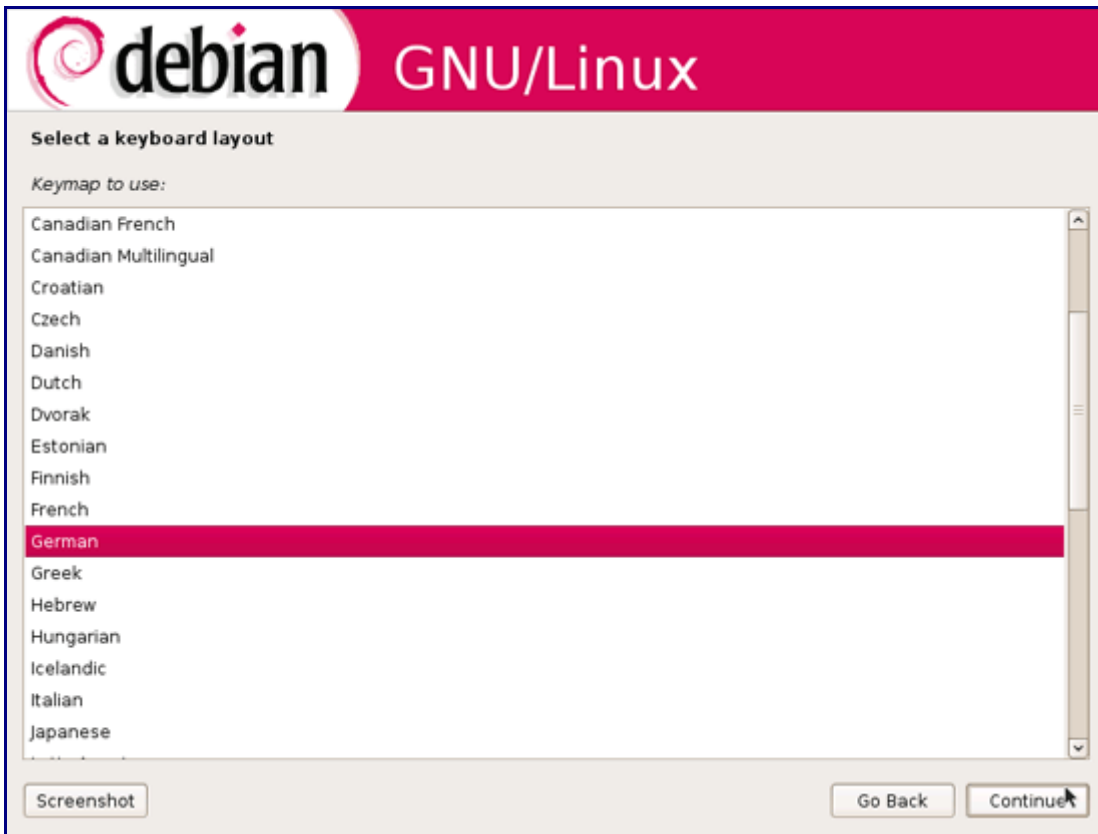 debian GNU/Linux
Select a keyboard layout
Keymap to use:
Canadian French
Canadian Multilingual
Croatian
Czech
Danish
Dutch
Dvorak
Estonian
Finnish
French
German
Greek
Hebrew
Hungarian
Icelandic
Italian
Japanese
Screenshot
Go Back
Continue